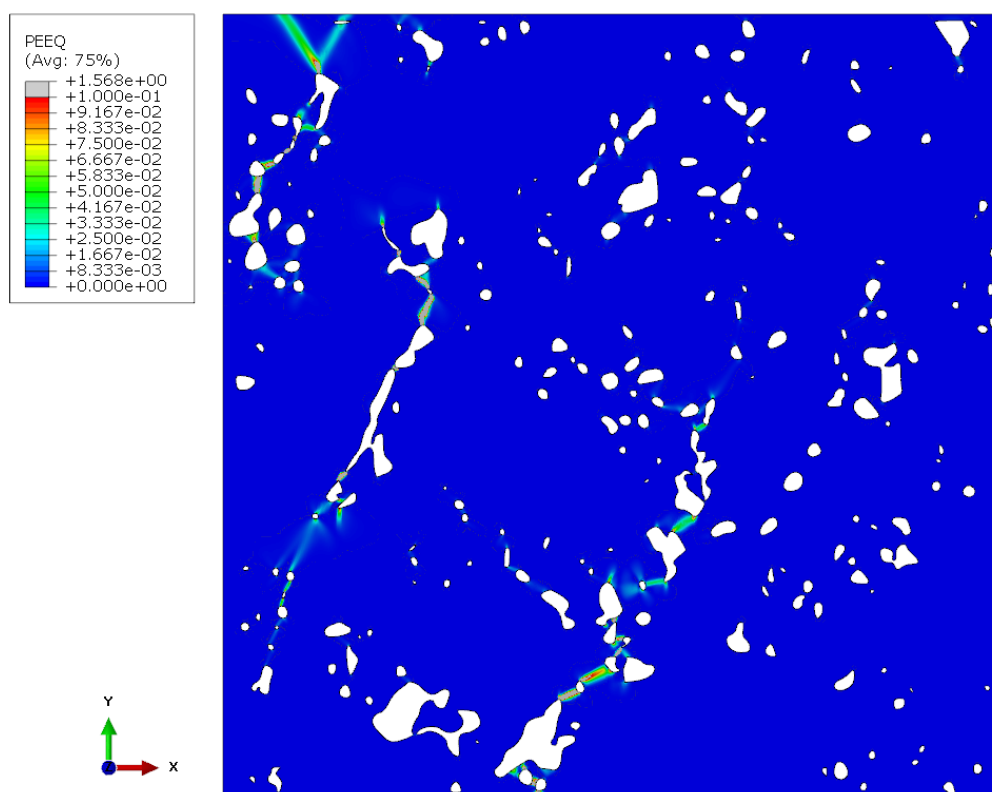 PEEQ
(Avg: 75%)
+1.568e+00
+1.000e-01
+9.167e-02
+8.333e-02
+7.500e-02
+6.667e-02
+5.833e-02
+5.000e-02
+4.167e-02
+3.333e-02
+2.500e-02
+1.667e-02
+8.333e-03
+0.000e+00
Y
Z
X